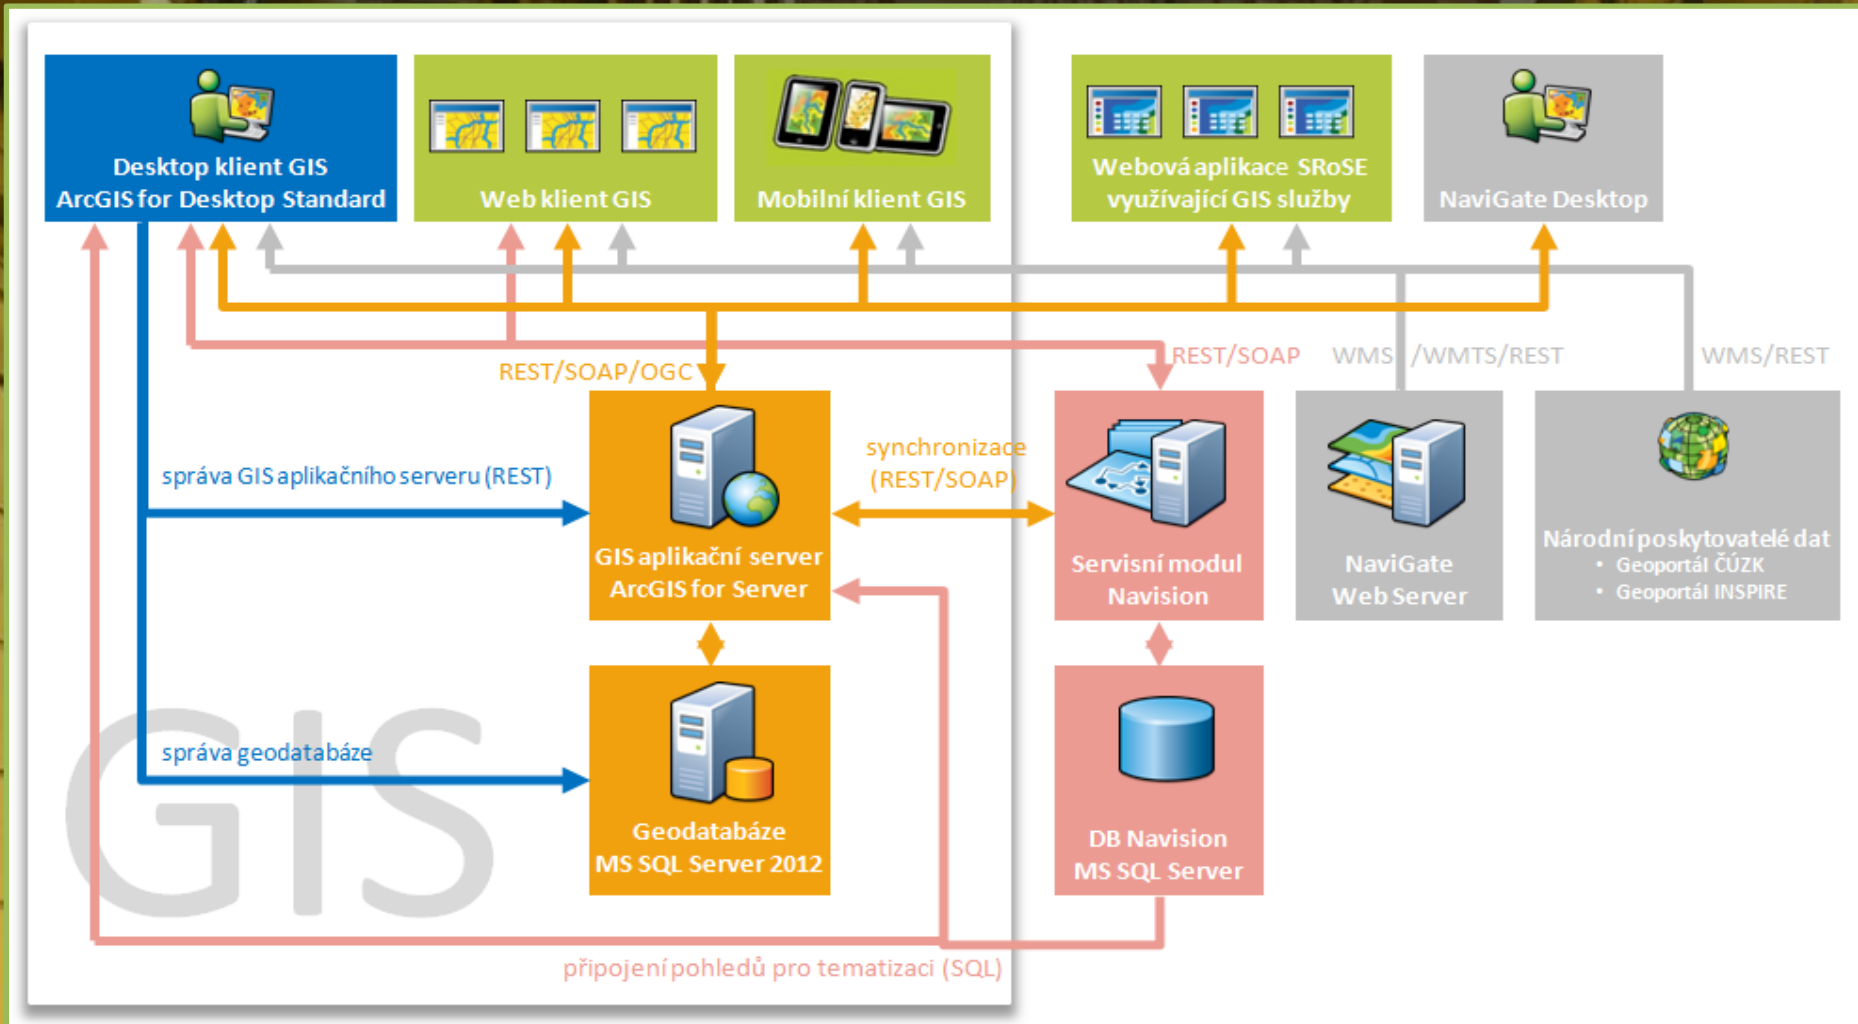 Desktop klient GIS
ArcGIS for Desktop Standard
Web klient GIS
Mobilní klient GIS
Webová aplikace SRoSE
využívající GIS služby
NaviGate Desktop
REST/SOAP/OGC
REST/SOAP
WMS /WMTS/REST
WMS/REST
správa GIS aplikačního serveru (REST)
synchronizace
(REST/SOAP)
GIS aplikační server
ArcGIS for Server
Servisní modul
Navision
NaviGate
Web Server
Národní poskytovatelé dat
• Geoportál ČÚZK
• Geoportál INSPIRE
GIS
správa geodatabáze
Geodatabáze
MS SQL Server 2012
DB Navision
MS SQL Server
připojení pohledů pro tematizaci (SQL)